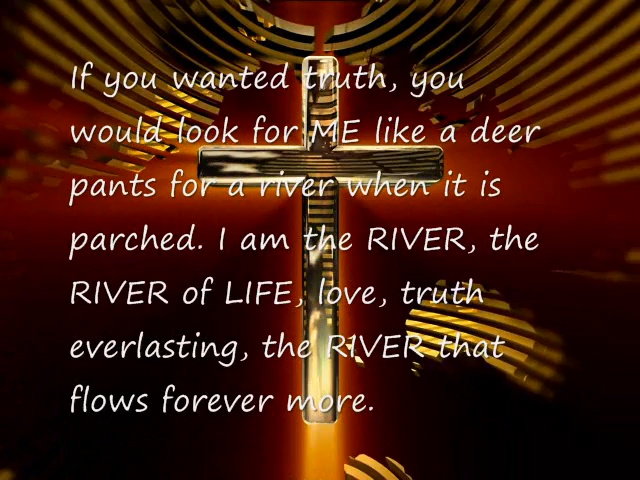 If you wanted truth, you
would look for ME like a deer
pants for a river when it is
parched. I am the RIVER, the
RIVER of LIFE, love, truth
everlasting, the RIVER that
flows forever more.